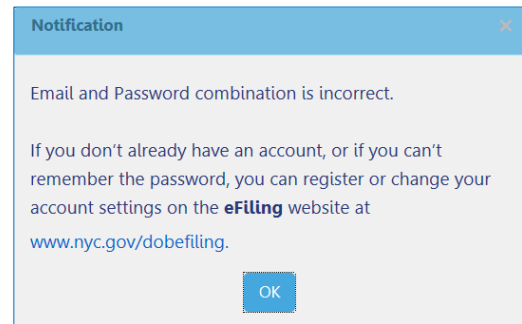 Notification ×
Email and Password combination is incorrect.
If you don't already have an account, or if you can't
remember the password, you can register or change your
account settings on the eFiling website at
www.nyc.gov/dobefiling.
OK